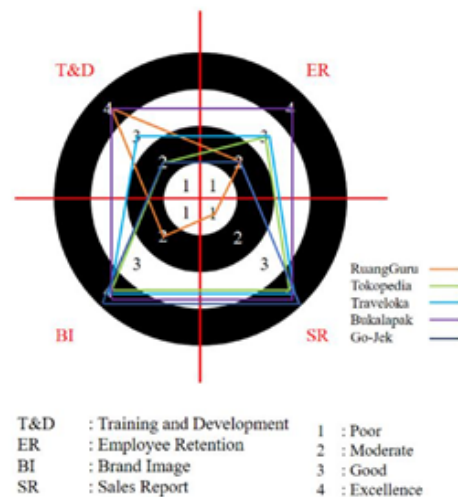 T&D ER
4 4
3 3
2 2
1 1
1 1
2 2
3 3
BI SR
RuangGuru
Tokopedia
Traveloka
Bukalapak
Go-Jek
T&D : Training and Development
ER : Employee Retention
BI : Brand Image
SR : Sales Report
1 : Poor
2 : Moderate
3 : Good
4 : Excellence